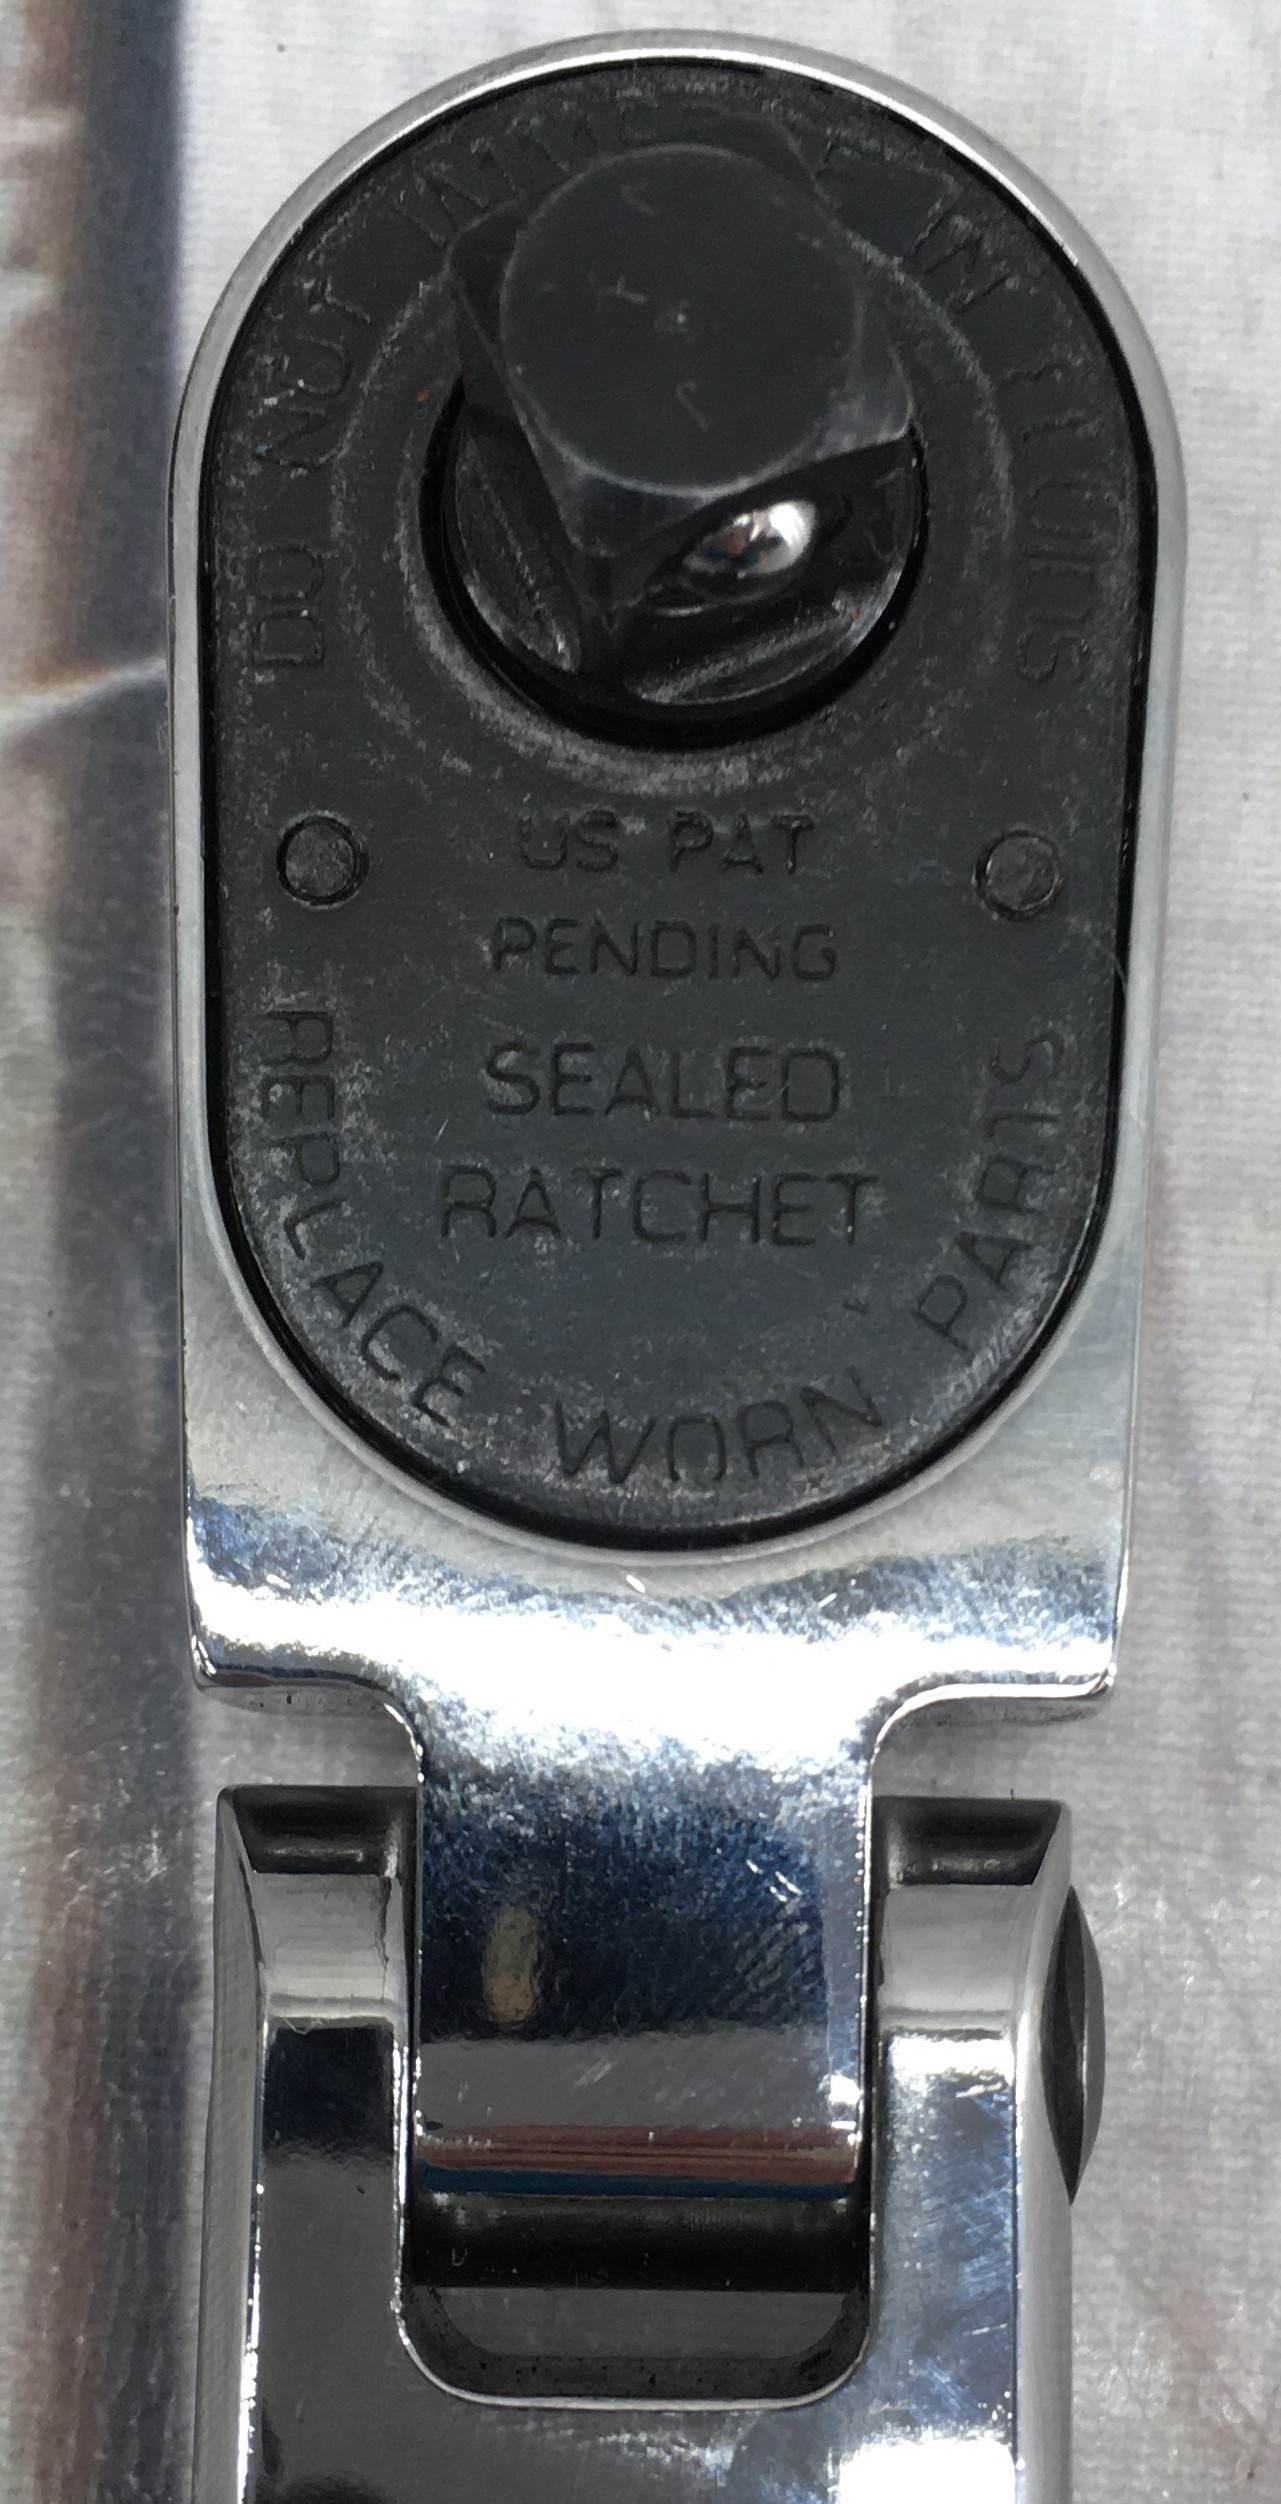 DO NOT IMMERSE IN FLUIDS
US PAT
PENDING
SEALED
RATCHET
REPLACE WORN PARTS